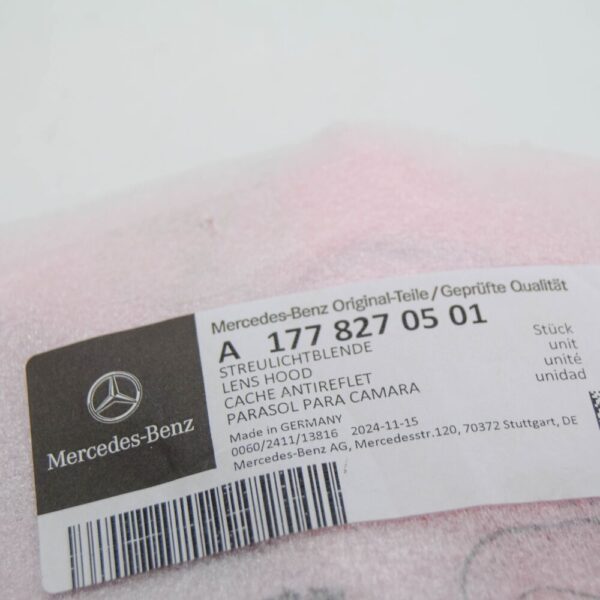 Mercedes-Benz Original-Teile/Geprüfte Qualität
A 177 827 05 01
STREULICHTBLENDE
LENS HOOD
CACHE ANTIREFLET
PARASOL PARA CAMARA
Stück
unit
unité
unidad
Made in GERMANY
0060/2411/13816 2024-11-15
Mercedes-Benz AG, Mercedesstr.120, 70372 Stuttgart, DE
Mercedes-Benz